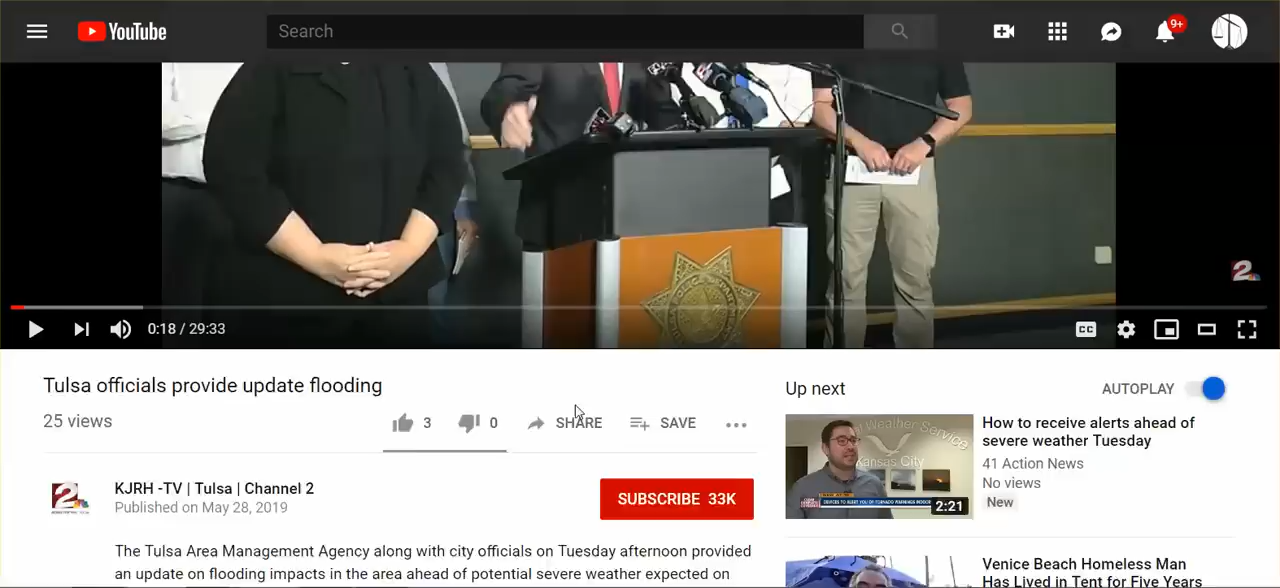 YouTube
Search
9+
2
0:18 / 29:33
CC
Tulsa officials provide update flooding
25 views
3
0
SHARE
SAVE
2
KJRH -TV | Tulsa | Channel 2
Published on May 28, 2019
SUBSCRIBE 33K
The Tulsa Area Management Agency along with city officials on Tuesday afternoon provided
an update on flooding impacts in the area ahead of potential severe weather expected on
Up next
AUTOPLAY
Weather Service
Kansas City
2:21
How to receive alerts ahead of
severe weather Tuesday
41 Action News
No views
New
Venice Beach Homeless Man
Has Lived in Tent for Five Years